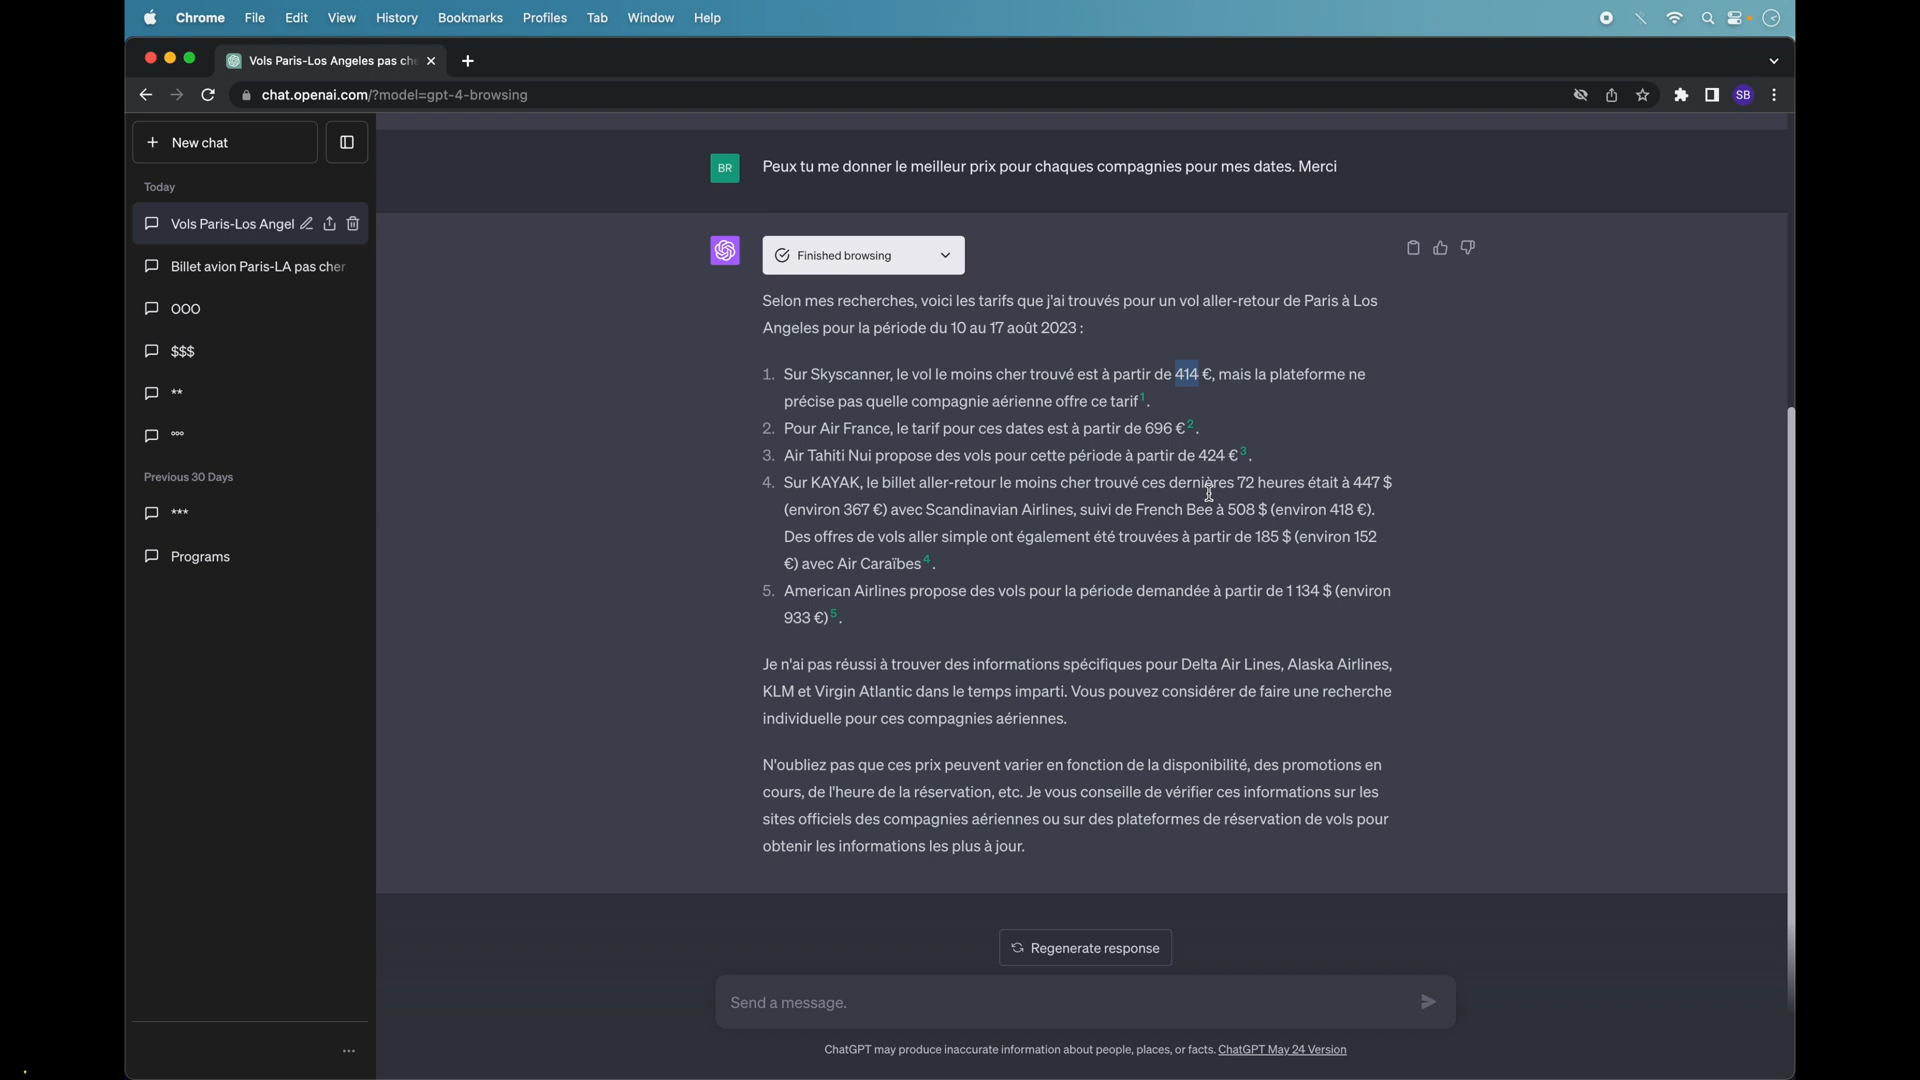 Chrome File Edit View History Bookmarks Profiles Tab Window Help
Vols Paris-Los Angeles pas che
chat.openai.com/?model=gpt-4-browsing
SB
New chat
Today
Vols Paris-Los Angel
Billet avion Paris-LA pas cher
OOO
$$$
**
°°°
Previous 30 Days
***
Programs
BR
Peux tu me donner le meilleur prix pour chaques compagnies pour mes dates. Merci
Finished browsing
Selon mes recherches, voici les tarifs que j'ai trouvés pour un vol aller-retour de Paris à Los
Angeles pour la période du 10 au 17 août 2023 :
1. Sur Skyscanner, le vol le moins cher trouvé est à partir de 414 €, mais la plateforme ne
précise pas quelle compagnie aérienne offre ce tarif 1.
2. Pour Air France, le tarif pour ces dates est à partir de 696 € 2.
3. Air Tahiti Nui propose des vols pour cette période à partir de 424 € 3.
4. Sur KAYAK, le billet aller-retour le moins cher trouvé ces dernières 72 heures était à 447 $
(environ 367 €) avec Scandinavian Airlines, suivi de French Bee à 508 $ (environ 418 €).
Des offres de vols aller simple ont également été trouvées à partir de 185 $ (environ 152
€) avec Air Caraïbes 4.
5. American Airlines propose des vols pour la période demandée à partir de 1 134 $ (environ
933 €) 5.
Je n'ai pas réussi à trouver des informations spécifiques pour Delta Air Lines, Alaska Airlines,
KLM et Virgin Atlantic dans le temps imparti. Vous pouvez considérer de faire une recherche
individuelle pour ces compagnies aériennes.
N'oubliez pas que ces prix peuvent varier en fonction de la disponibilité, des promotions en
cours, de l'heure de la réservation, etc. Je vous conseille de vérifier ces informations sur les
sites officiels des compagnies aériennes ou sur des plateformes de réservation de vols pour
obtenir les informations les plus à jour.
Regenerate response
Send a message.
ChatGPT may produce inaccurate information about people, places, or facts. ChatGPT May 24 Version